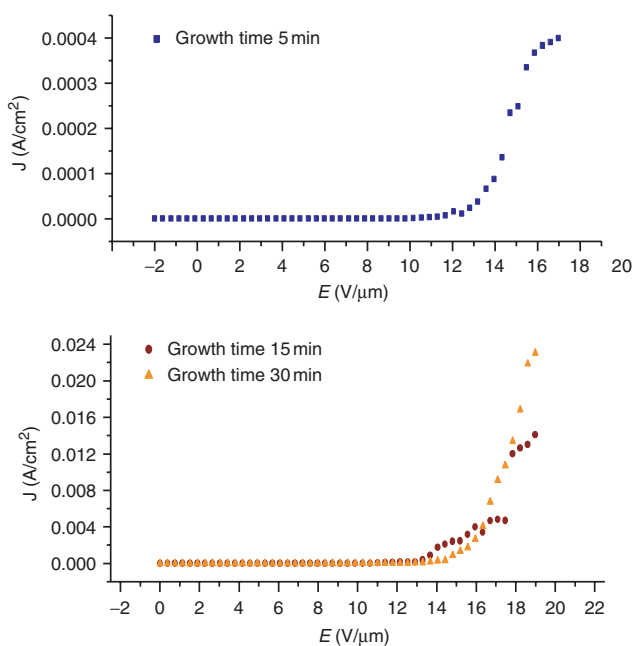 Growth time 5 min
J (A/cm²)
0.0004
0.0003
0.0002
0.0001
0.0000
−2 0 2 4 6 8 10 12 14 16 18 20
E (V/μm)
Growth time 15 min
Growth time 30 min
J (A/cm²)
0.024
0.020
0.016
0.012
0.008
0.004
0.000
−2 0 2 4 6 8 10 12 14 16 18 20 22
E (V/μm)